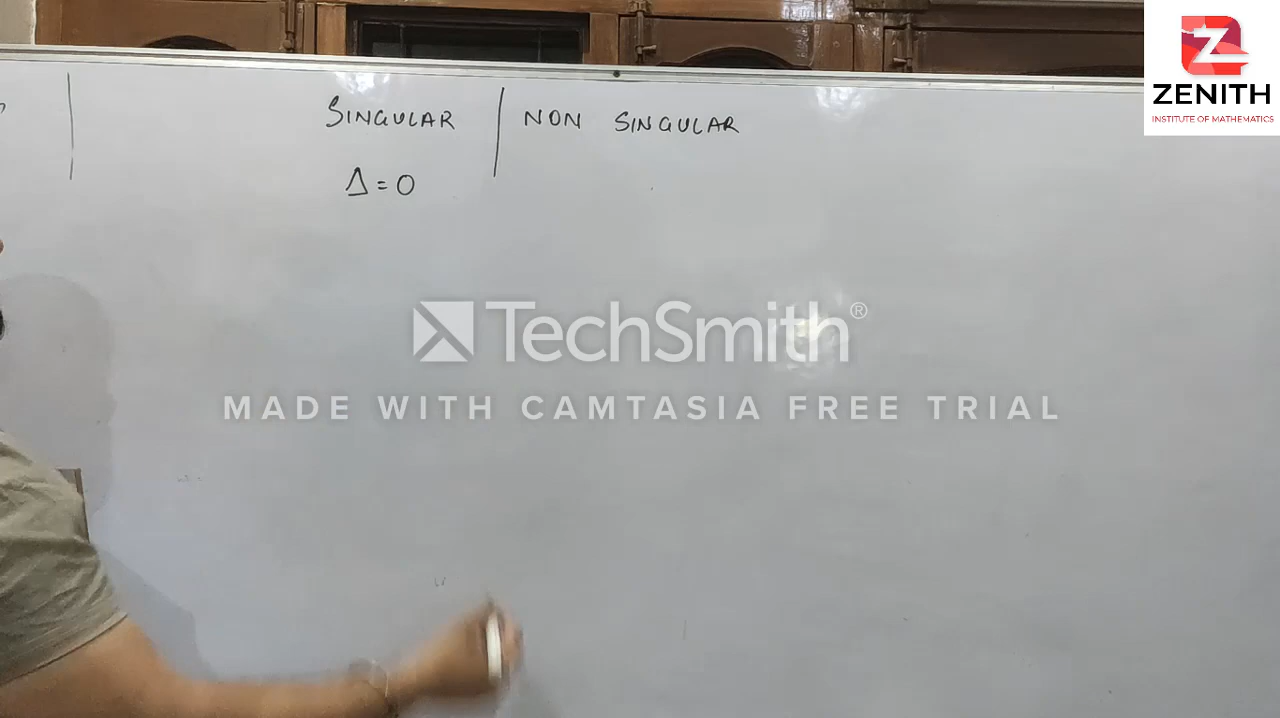 SINGULAR | NON SINGULAR
Δ = 0
TechSmith®
MADE WITH CAMTASIA FREE TRIAL
Z
ZENITH
INSTITUTE OF MATHEMATICS